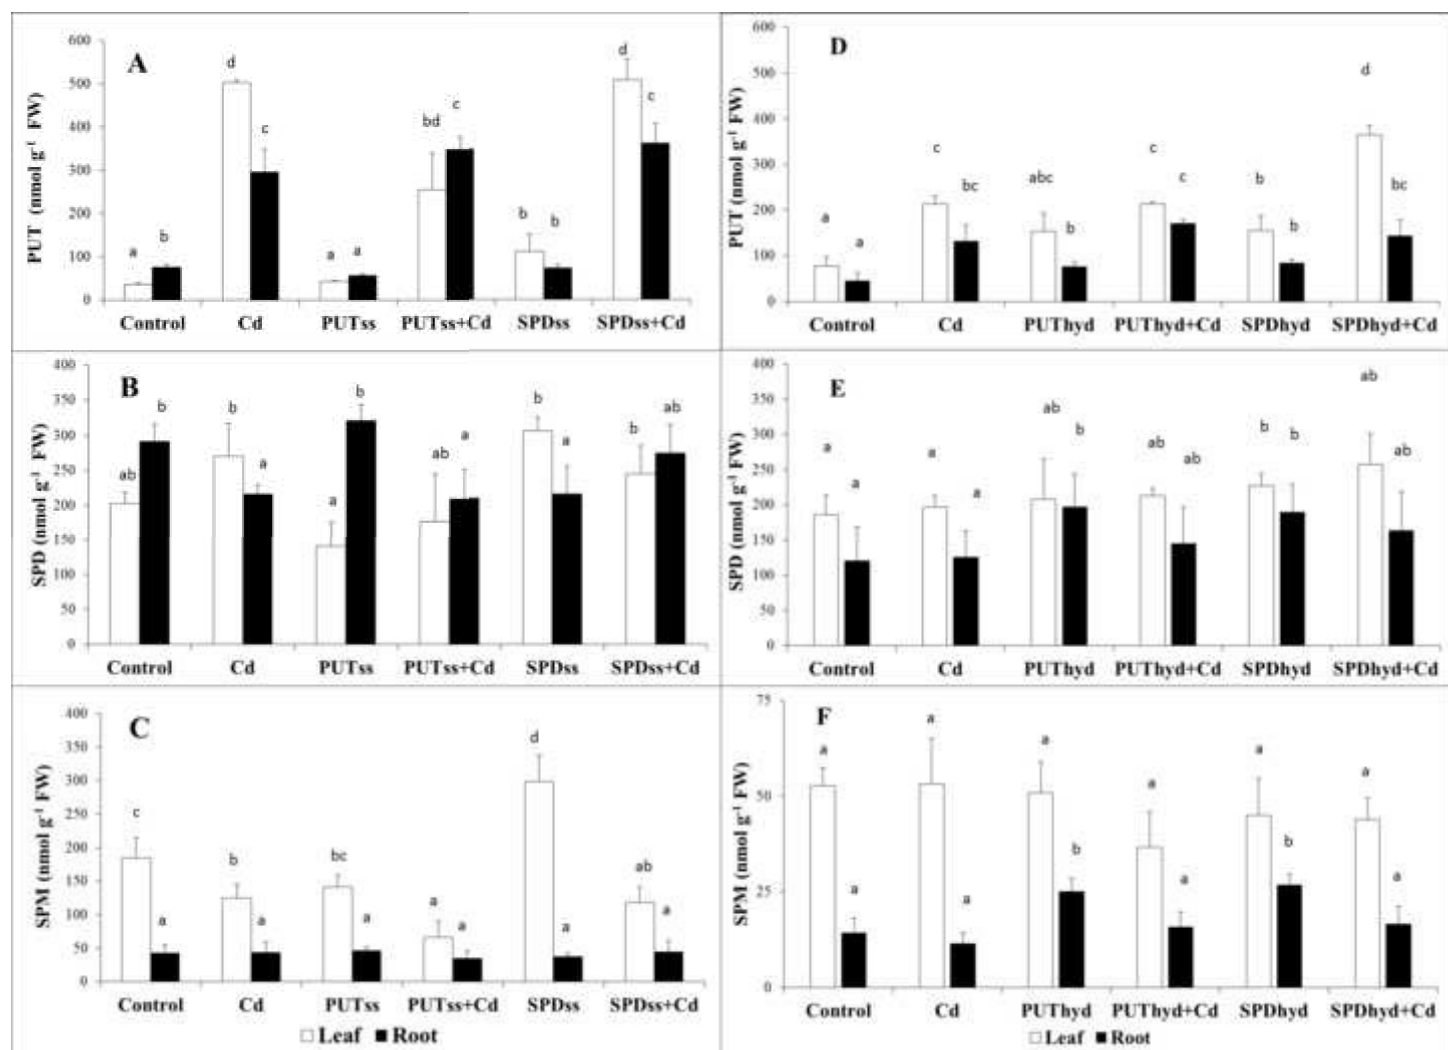 A
PUT (nmol g⁻¹ FW)
600
500
400
300
200
100
0
a b d c a a bd c b b d c
Control Cd PUTss PUTss+Cd SPDss SPDss+Cd
B
SPD (nmol g⁻¹ FW)
400
350
300
250
200
150
100
50
0
ab b b a a b ab a b a b ab
Control Cd PUTss PUTss+Cd SPDss SPDss+Cd
C
SPM (nmol g⁻¹ FW)
400
350
300
250
200
150
100
50
0
c a b a bc a a a d a ab a
Control Cd PUTss PUTss+Cd SPDss SPDss+Cd
Leaf Root
D
PUT (nmol g⁻¹ FW)
600
500
400
300
200
100
0
a a c bc abc b c c b b d bc
Control Cd PUThyd PUThyd+Cd SPDhyd SPDhyd+Cd
E
SPD (nmol g⁻¹ FW)
400
350
300
250
200
150
100
50
0
a a a a ab b ab ab b b ab ab
Control Cd PUThyd PUThyd+Cd SPDhyd SPDhyd+Cd
F
SPM (nmol g⁻¹ FW)
75
50
25
0
a a a a a b a a a b a a
Control Cd PUThyd PUThyd+Cd SPDhyd SPDhyd+Cd
Leaf Root